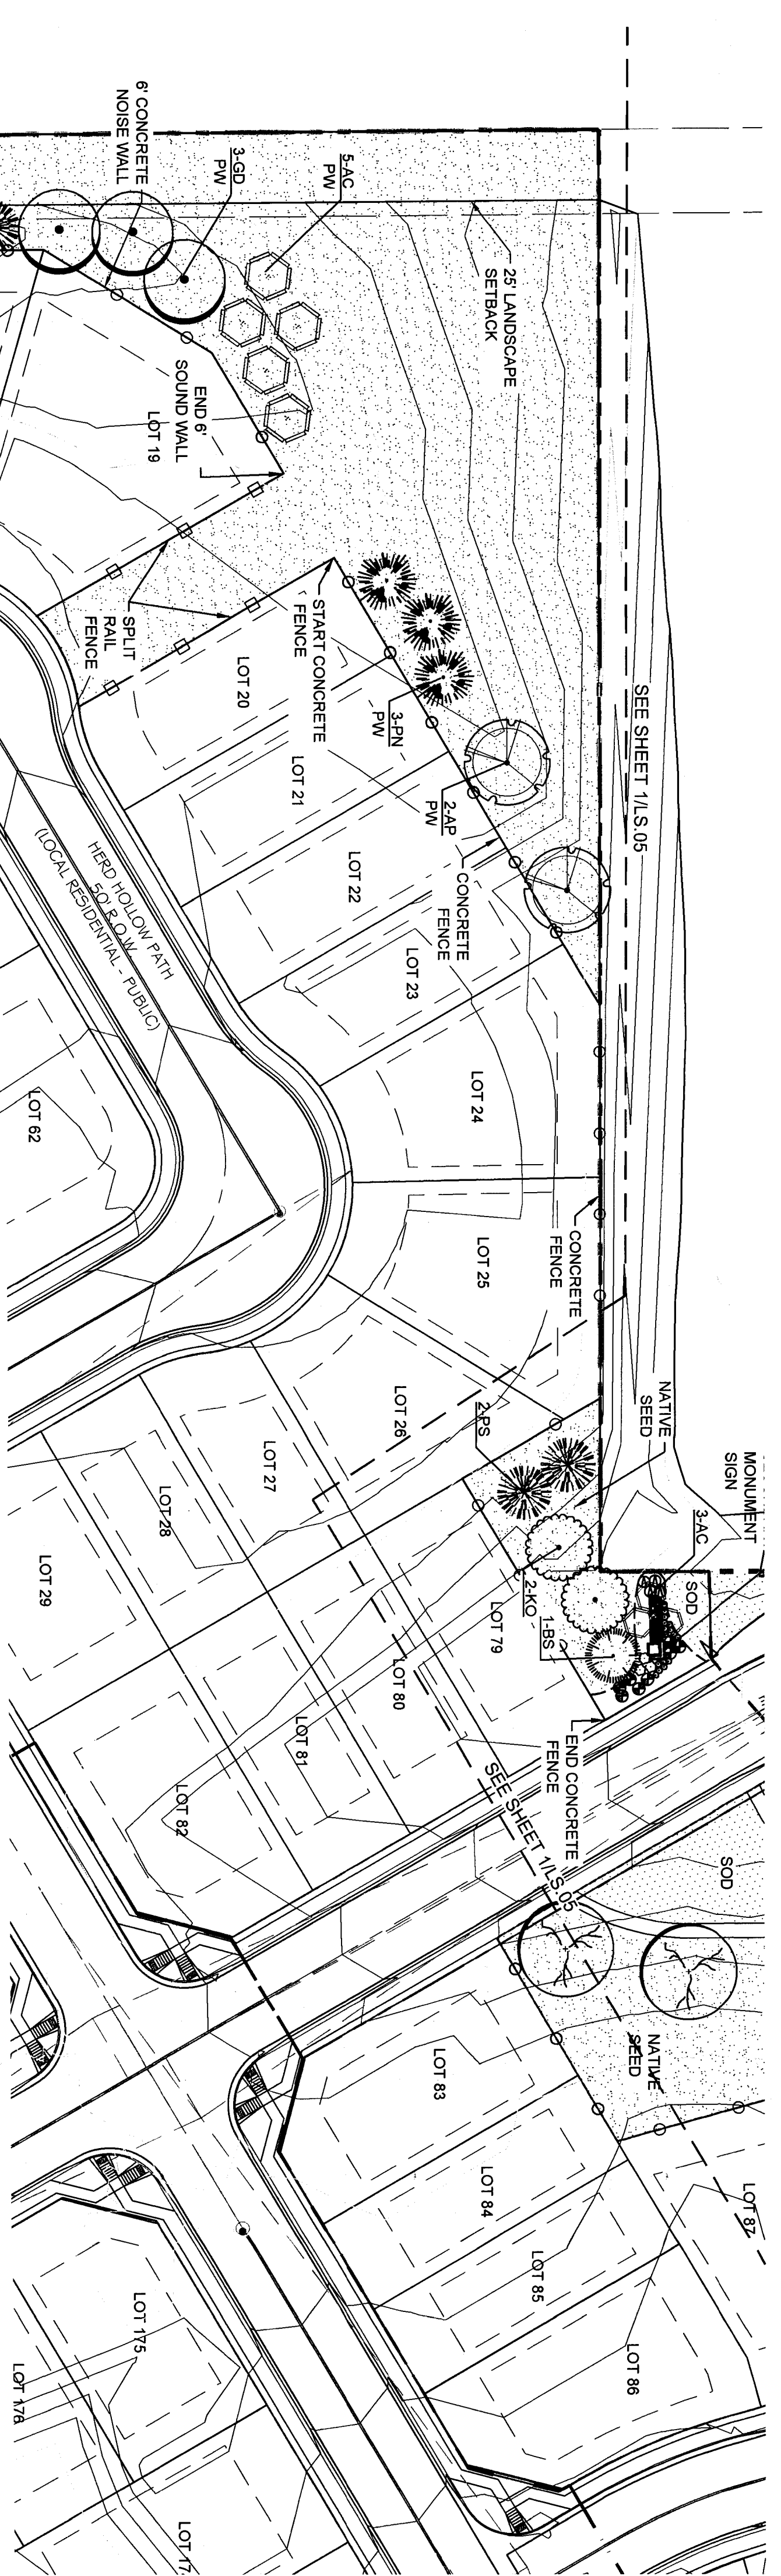 6' CONCRETE
NOISE WALL
3-GD
PW
5-AC
PW
25' LANDSCAPE
SETBACK
END 6'
SOUND WALL
LOT 19
SPLIT
RAIL
FENCE
START CONCRETE
FENCE
LOT 20
3-PN
PW
SEE SHEET 1/LS.05
LOT 21
2-AP
PW
LOT 22
CONCRETE
FENCE
LOT 23
HERD HOLLOW PATH
50' R.O.W.
(LOCAL RESIDENTIAL - PUBLIC)
LOT 24
LOT 62
LOT 25
CONCRETE
FENCE
NATIVE
SEED
LOT 26
2-PS
LOT 27
MONUMENT
SIGN
LOT 28
3-AC
SOD
LOT 29
2-KO
1-BS
LOT 79
LOT 80
LOT 81
LOT 82
END CONCRETE
FENCE
SEE SHEET 1/LS.05
SOD
NATIVE
SEED
LOT 83
LOT 84
LOT 87
LOT 85
LOT 86
LOT 175
LOT 176
LOT 17